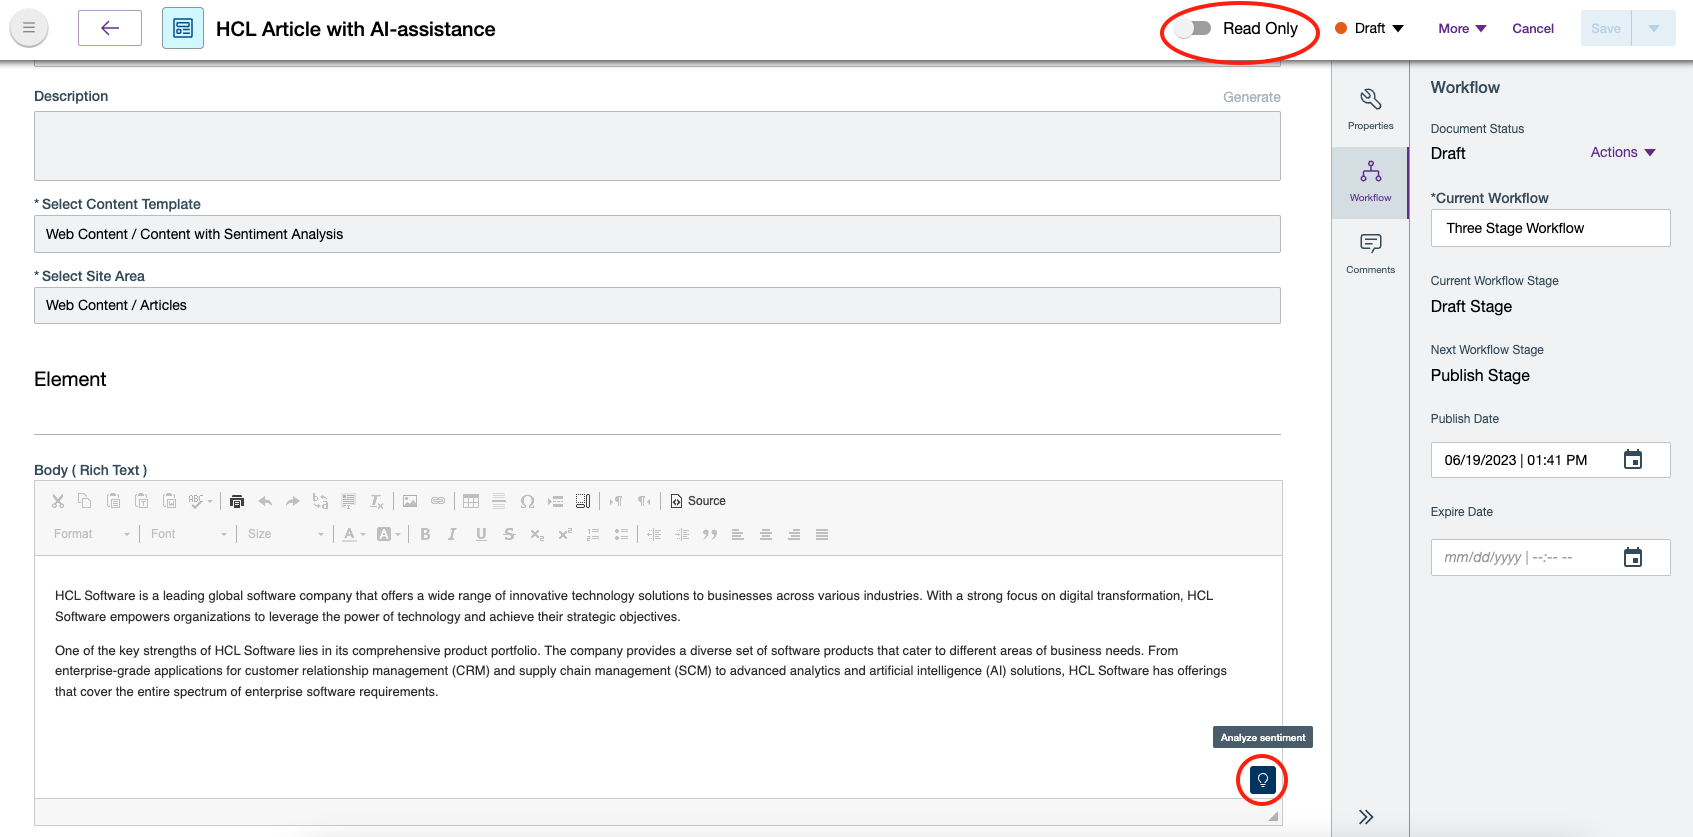 HCL Article with AI-assistance
Read Only
Draft
More
Cancel
Save
Description
Generate
* Select Content Template
Web Content / Content with Sentiment Analysis
* Select Site Area
Web Content / Articles
Element
Body ( Rich Text )
ABC
Source
Format
Font
Size
HCL Software is a leading global software company that offers a wide range of innovative technology solutions to businesses across various industries. With a strong focus on digital transformation, HCL
Software empowers organizations to leverage the power of technology and achieve their strategic objectives.
One of the key strengths of HCL Software lies in its comprehensive product portfolio. The company provides a diverse set of software products that cater to different areas of business needs. From
enterprise-grade applications for customer relationship management (CRM) and supply chain management (SCM) to advanced analytics and artificial intelligence (AI) solutions, HCL Software has offerings
that cover the entire spectrum of enterprise software requirements.
Analyze sentiment
Properties
Workflow
Comments
Workflow
Document Status
Draft
Actions
*Current Workflow
Three Stage Workflow
Current Workflow Stage
Draft Stage
Next Workflow Stage
Publish Stage
Publish Date
06/19/2023 | 01:41 PM
Expire Date
mm/dd/yyyy | --:-- --